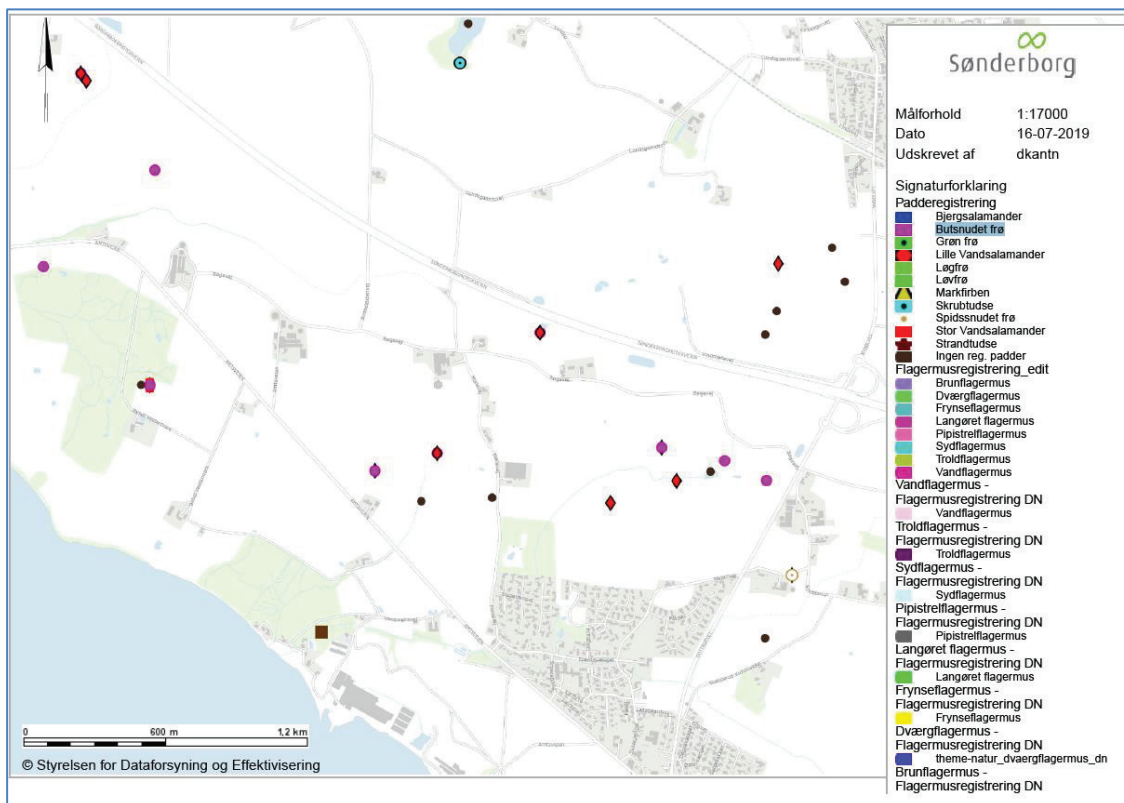 Sønderborg
Målforhold 1:17000
Dato 16-07-2019
Udskrevet af dkantn
Signaturforklaring
Padderegistrering
Bjergsalamander
Butsnudet frø
Grøn frø
Lille Vandsalamander
Løgfrø
Løvfrø
Markfirben
Skrubtudse
Spidssnudet frø
Stor Vandsalamander
Strandtudse
Ingen reg. padder
Flagermusregistrering_edit
Brunflagermus
Dværgflagermus
Frynseflagermus
Langøret flagermus
Pipistrelflagermus
Sydflagermus
Troldflagermus
Vandflagermus
Vandflagermus -
Flagermusregistrering DN
Vandflagermus
Troldflagermus -
Flagermusregistrering DN
Troldflagermus
Sydflagermus -
Flagermusregistrering DN
Sydflagermus
Pipistrelflagermus -
Flagermusregistrering DN
Pipistrelflagermus
Langøret flagermus -
Flagermusregistrering DN
Langøret flagermus
Frynseflagermus -
Flagermusregistrering DN
Frynseflagermus
Dværgflagermus -
Flagermusregistrering DN
theme-natur_dvaergflagermus_dn
Brunflagermus -
Flagermusregistrering DN
0 600 m 1,2 km
© Styrelsen for Dataforsyning og Effektivisering